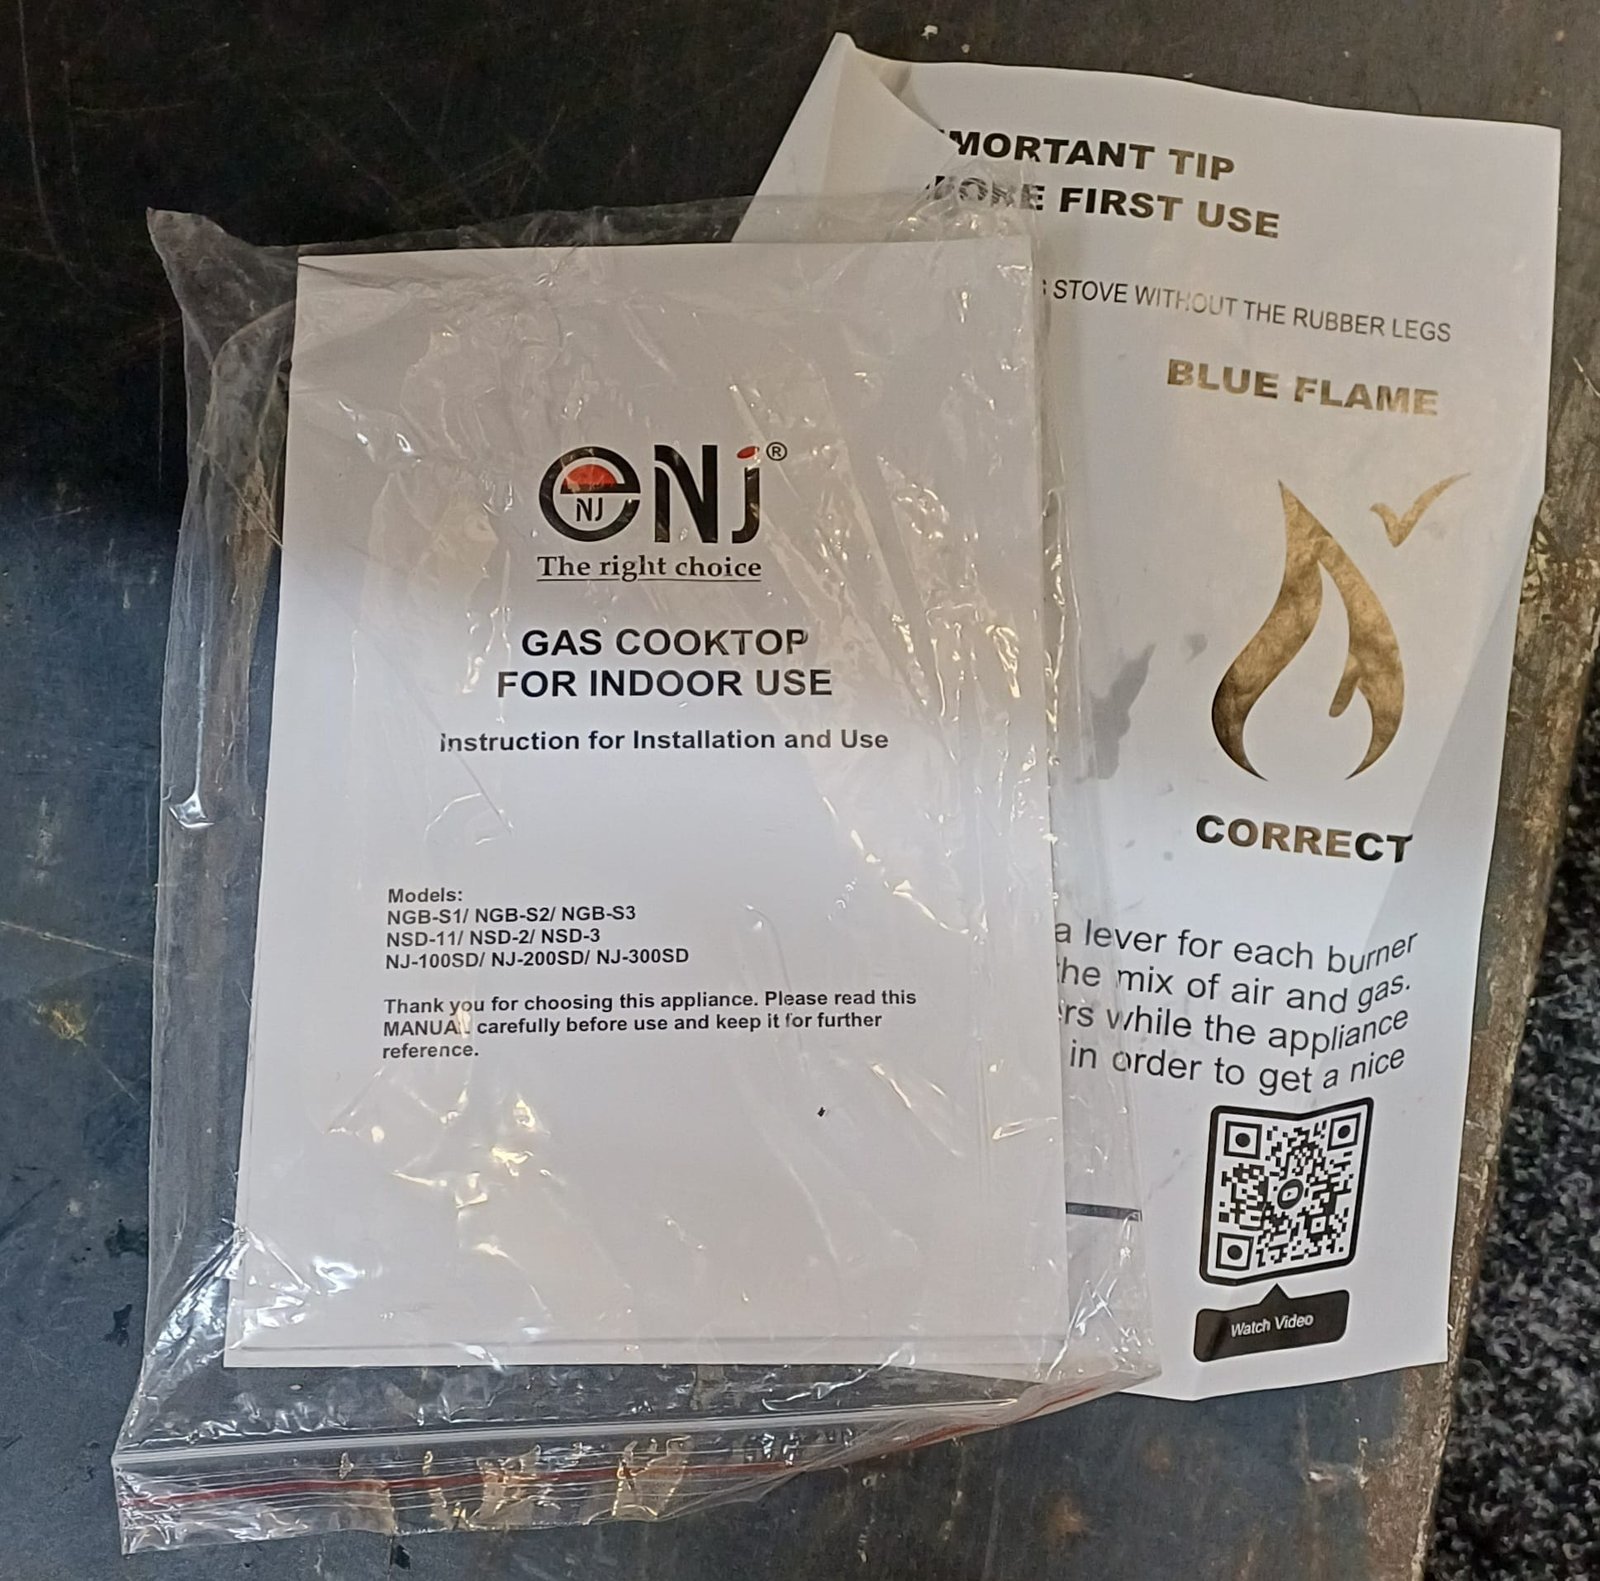 NJ
eNj®
The right choice
GAS COOKTOP
FOR INDOOR USE
Instruction for Installation and Use
Models:
NGB-S1/ NGB-S2/ NGB-S3
NSD-11/ NSD-2/ NSD-3
NJ-100SD/ NJ-200SD/ NJ-300SD
Thank you for choosing this appliance. Please read this
MANUAL carefully before use and keep it for further
reference.
TIP
FIRST USE
STOVE WITHOUT THE RUBBER LEGS
BLUE FLAME
CORRECT
a lever for each burner
mix of air and gas.
while the appliance
in order to get a nice
Watch Video